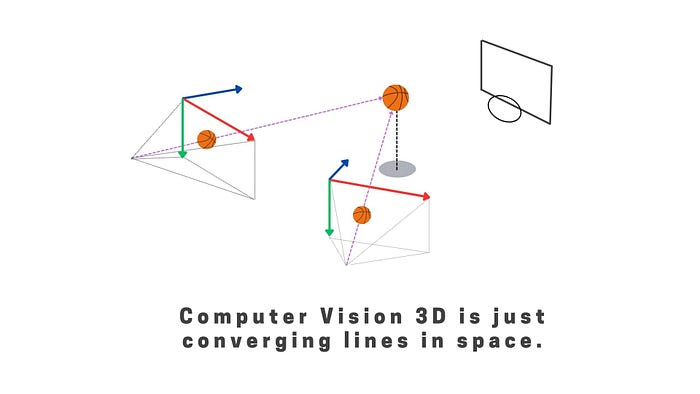 Computer Vision 3D is just
converging lines in space.